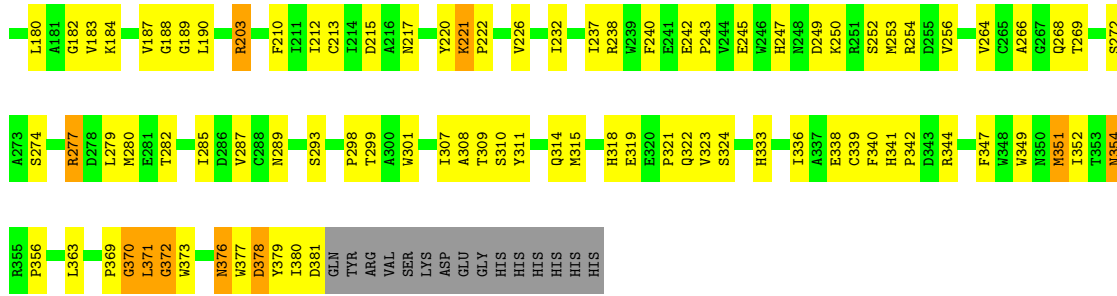 L180 A181 G182 V183 K184 V187 G188 G189 L190 R203 F210 I211 I212 C213 I214 D215 A216 N217 Y220 K221 P222 V226 I232 I237 R238 W239 F240 E241 E242 P243 V244 E245 W246 H247 N248 D249 K250 R251 S252 M253 R254 D255 V256 V264 C265 A266 G267 Q268 T269 S272
A273 S274 R277 D278 L279 M280 E281 T282 I285 D286 V287 C288 N289 S293 P298 T299 A300 W301 I307 A308 T309 S310 Y311 Q314 M315 H318 E319 E320 P321 Q322 V323 S324 H333 I336 A337 E338 C339 F340 H341 P342 D343 R344 F347 W348 W349 N350 M351 I352 T353 N354
R355 P356 L363 P369 G370 L371 G372 W373 N376 W377 D378 Y379 I380 D381 GLN TYR ARG VAL SER LYS ASP GLU GLY HIS HIS HIS HIS HIS HIS